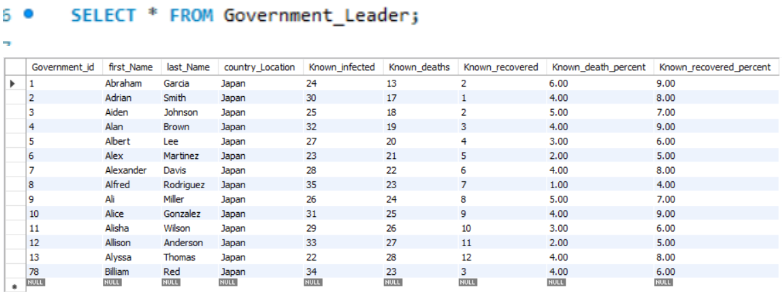 6 SELECT * FROM Government_Leader;
Government_id first_Name last_Name country_Location Known_infected Known_deaths Known_recovered Known_death_percent Known_recovered_percent
1 Abraham Garcia Japan 24 13 2 6.00 9.00
2 Adrian Smith Japan 30 17 1 4.00 8.00
3 Aiden Johnson Japan 25 18 2 5.00 7.00
4 Alan Brown Japan 32 19 3 4.00 9.00
5 Albert Lee Japan 27 20 4 3.00 6.00
6 Alex Martinez Japan 23 21 5 2.00 5.00
7 Alexander Davis Japan 28 22 6 4.00 8.00
8 Alfred Rodriguez Japan 35 23 7 1.00 4.00
9 Ali Miller Japan 26 24 8 5.00 7.00
10 Alice Gonzalez Japan 31 25 9 4.00 9.00
11 Alisha Wilson Japan 29 26 10 3.00 6.00
12 Allison Anderson Japan 33 27 11 2.00 5.00
13 Alyssa Thomas Japan 22 28 12 4.00 8.00
78 Billiam Red Japan 34 23 3 4.00 6.00
NULL NULL NULL NULL NULL NULL NULL NULL NULL